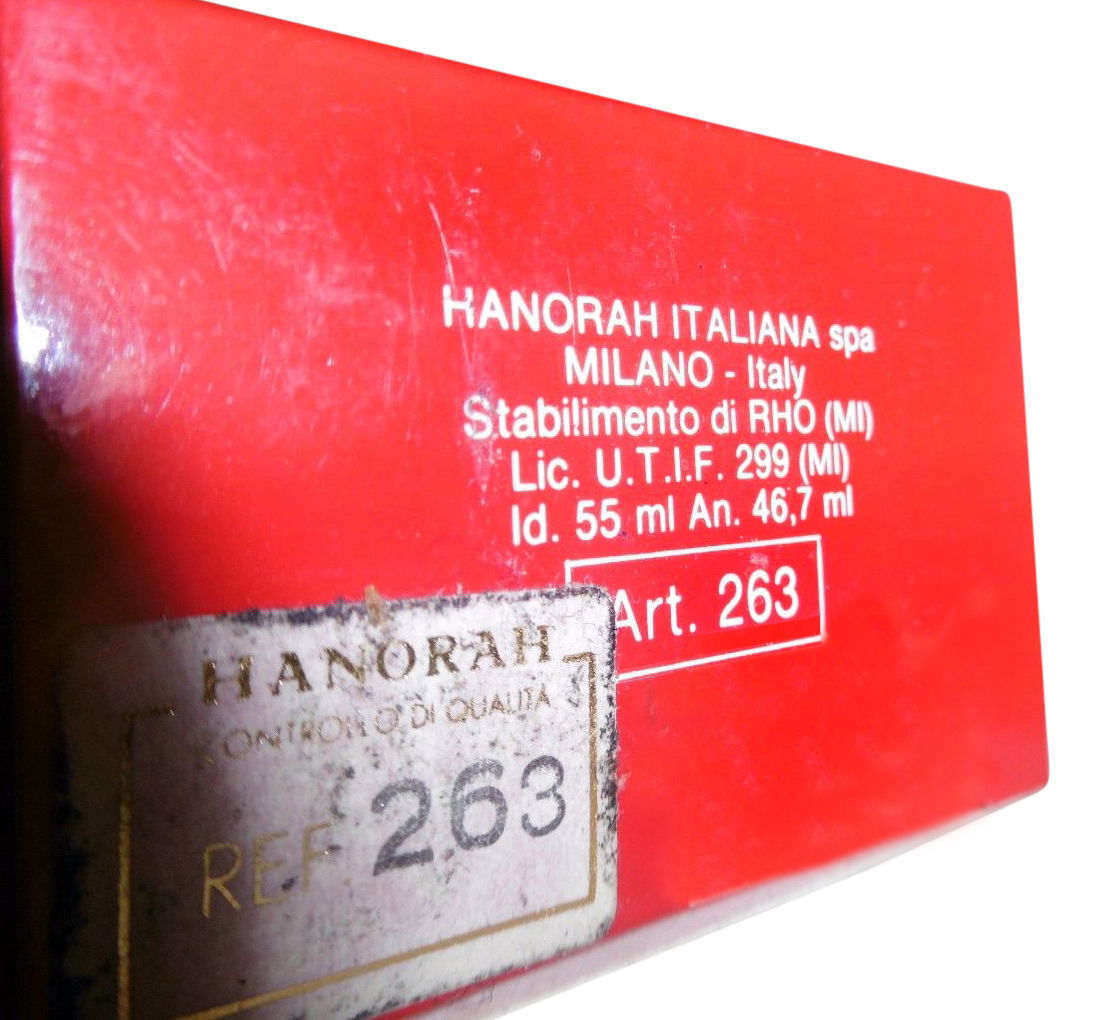 HANORAH ITALIANA spa
MILANO - Italy
Stabilimento di RHO (MI)
Lic. U.T.I.F. 299 (MI)
Id. 55 ml An. 46,7 ml
Art. 263
HANORAH
CONTROLLO DI QUALITÀ
REF 263